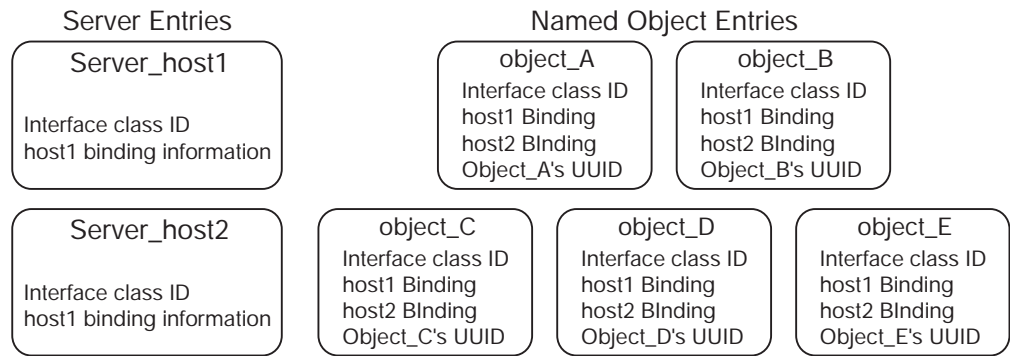 Server Entries
Named Object Entries
Server_host1
Interface class ID
host1 binding information
object_A
Interface class ID
host1 Binding
host2 BInding
Object_A's UUID
object_B
Interface class ID
host1 Binding
host2 BInding
Object_B's UUID
Server_host2
Interface class ID
host1 binding information
object_C
Interface class ID
host1 Binding
host2 BInding
Object_C's UUID
object_D
Interface class ID
host1 Binding
host2 BInding
Object_D's UUID
object_E
Interface class ID
host1 Binding
host2 BInding
Object_E's UUID